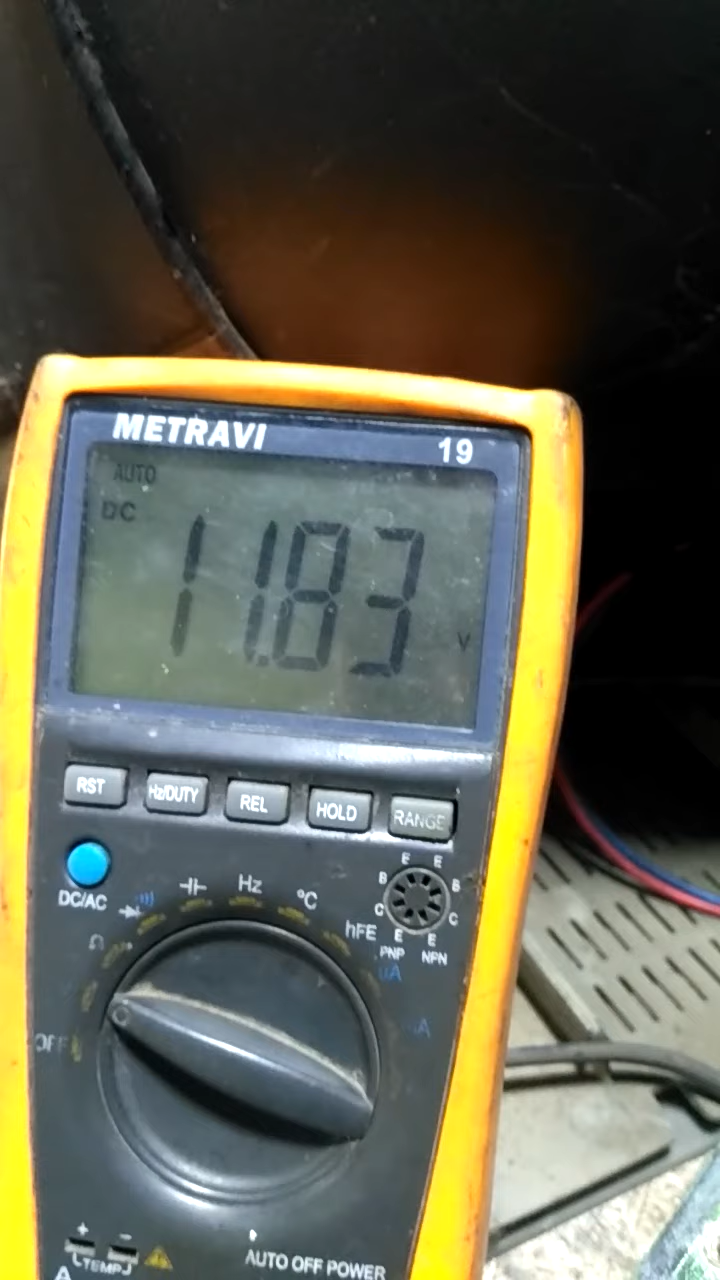 METRAVI 19
AUTO
DC
11.83 V
RST Hz/DUTY REL HOLD RANGE
DC/AC
Hz
°C
Ω
hFE
E E
B B
C C
E E
PNP NPN
µA
OFF
+ −
TEMP
A
AUTO OFF POWER